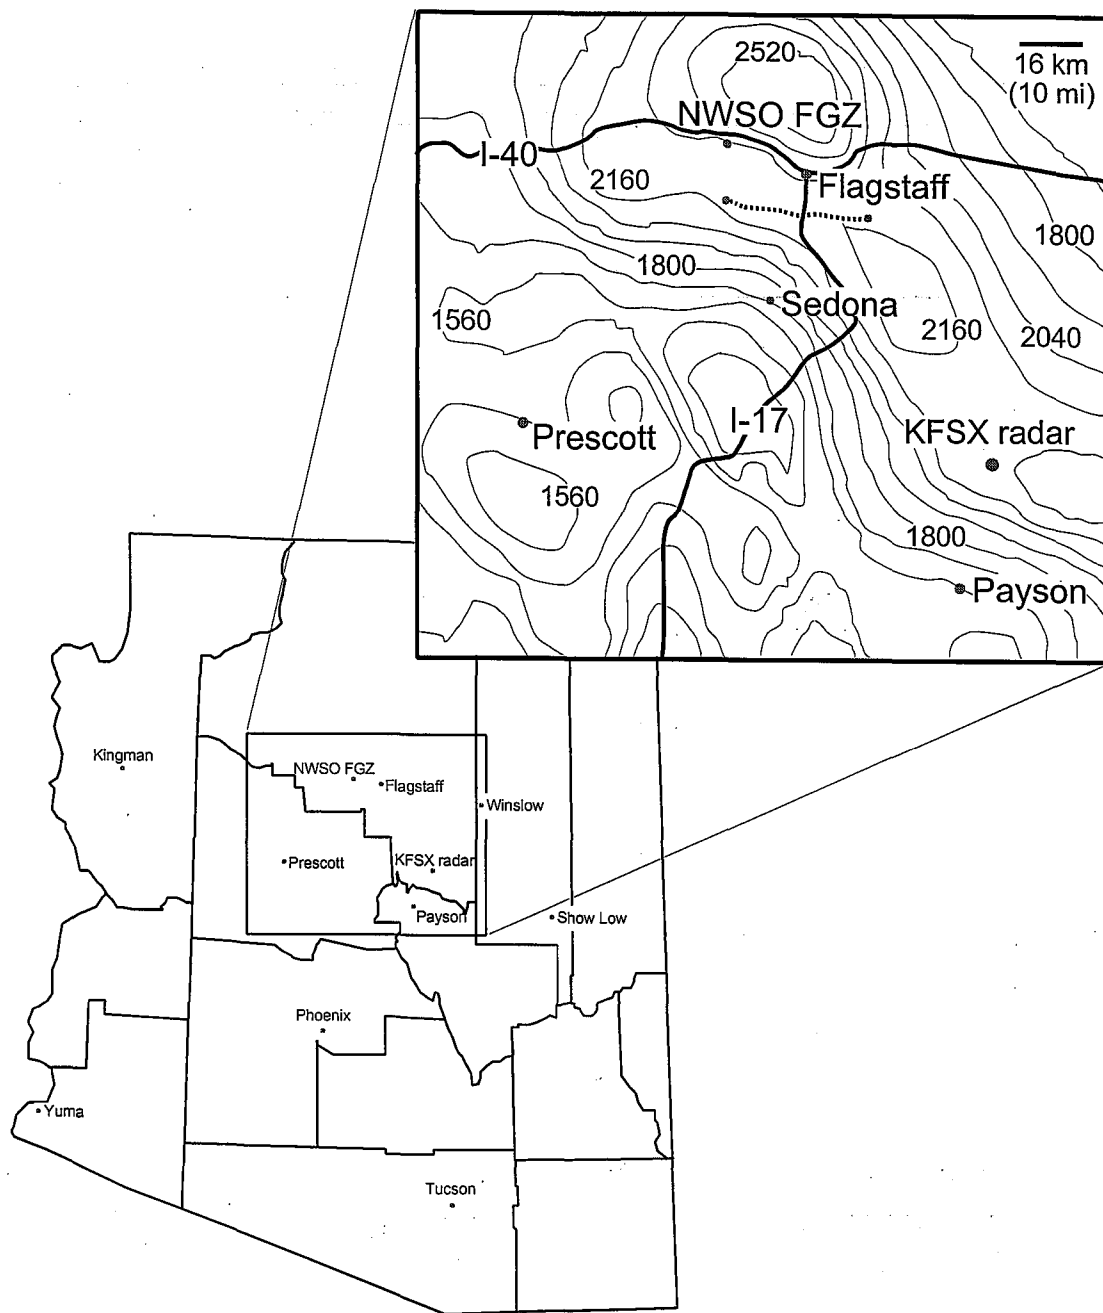 2520
16 km
(10 mi)
NWSO FGZ
I-40
2160
Flagstaff
1800
1800
1560
Sedona
2160
2040
I-17
KFSX radar
Prescott
1560
1800
Payson
Kingman
NWSO FGZ
Flagstaff
Winslow
Prescott
KFSX radar
Payson
Show Low
Phoenix
Yuma
Tucson